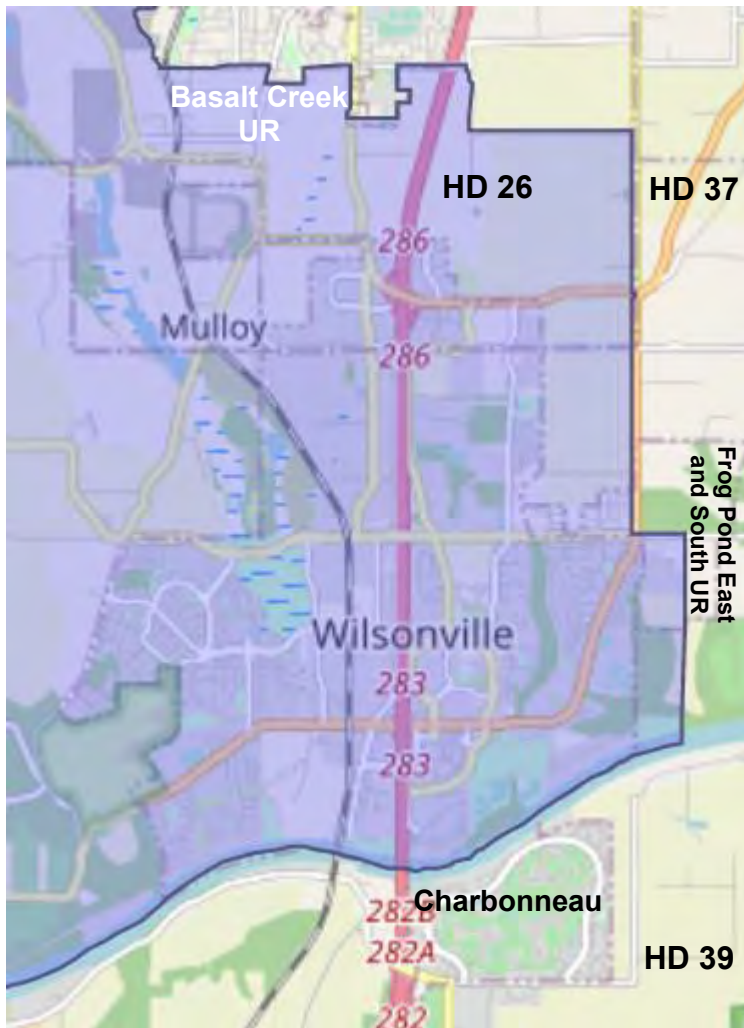 Basalt Creek
UR
HD 26
HD 37
286
Mulloy
286
Frog Pond East
and South UR
Wilsonville
283
283
Charbonneau
282B
282A
HD 39
282